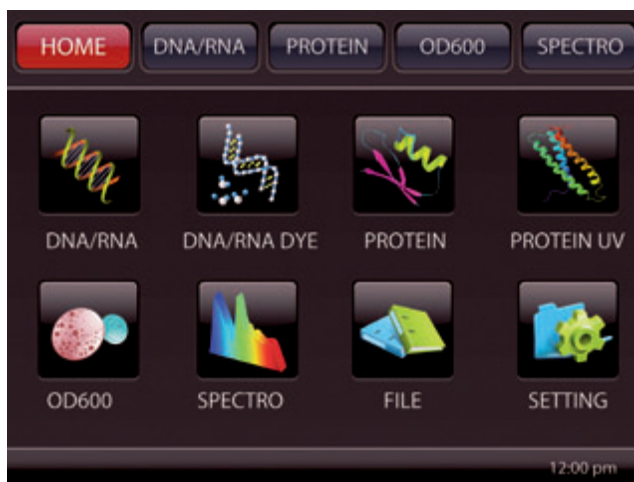 HOME DNA/RNA PROTEIN OD600 SPECTRO
DNA/RNA DNA/RNA DYE PROTEIN PROTEIN UV
OD600 SPECTRO FILE SETTING
12:00 pm